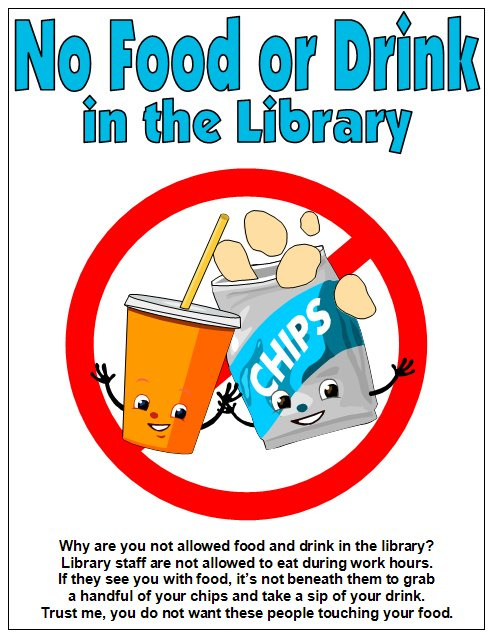 No Food or Drink
in the Library
CHIPS
Why are you not allowed food and drink in the library?
Library staff are not allowed to eat during work hours.
If they see you with food, it's not beneath them to grab
a handful of your chips and take a sip of your drink.
Trust me, you do not want these people touching your food.